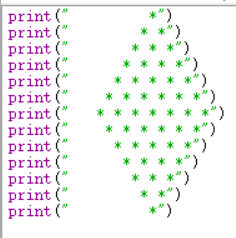 print("         *")
print("        * *")
print("       * * *")
print("      * * * *")
print("     * * * * *")
print("    * * * * * *")
print("   * * * * * * *")
print("    * * * * * *")
print("     * * * * *")
print("      * * * *")
print("       * * *")
print("        * *")
print("         *")